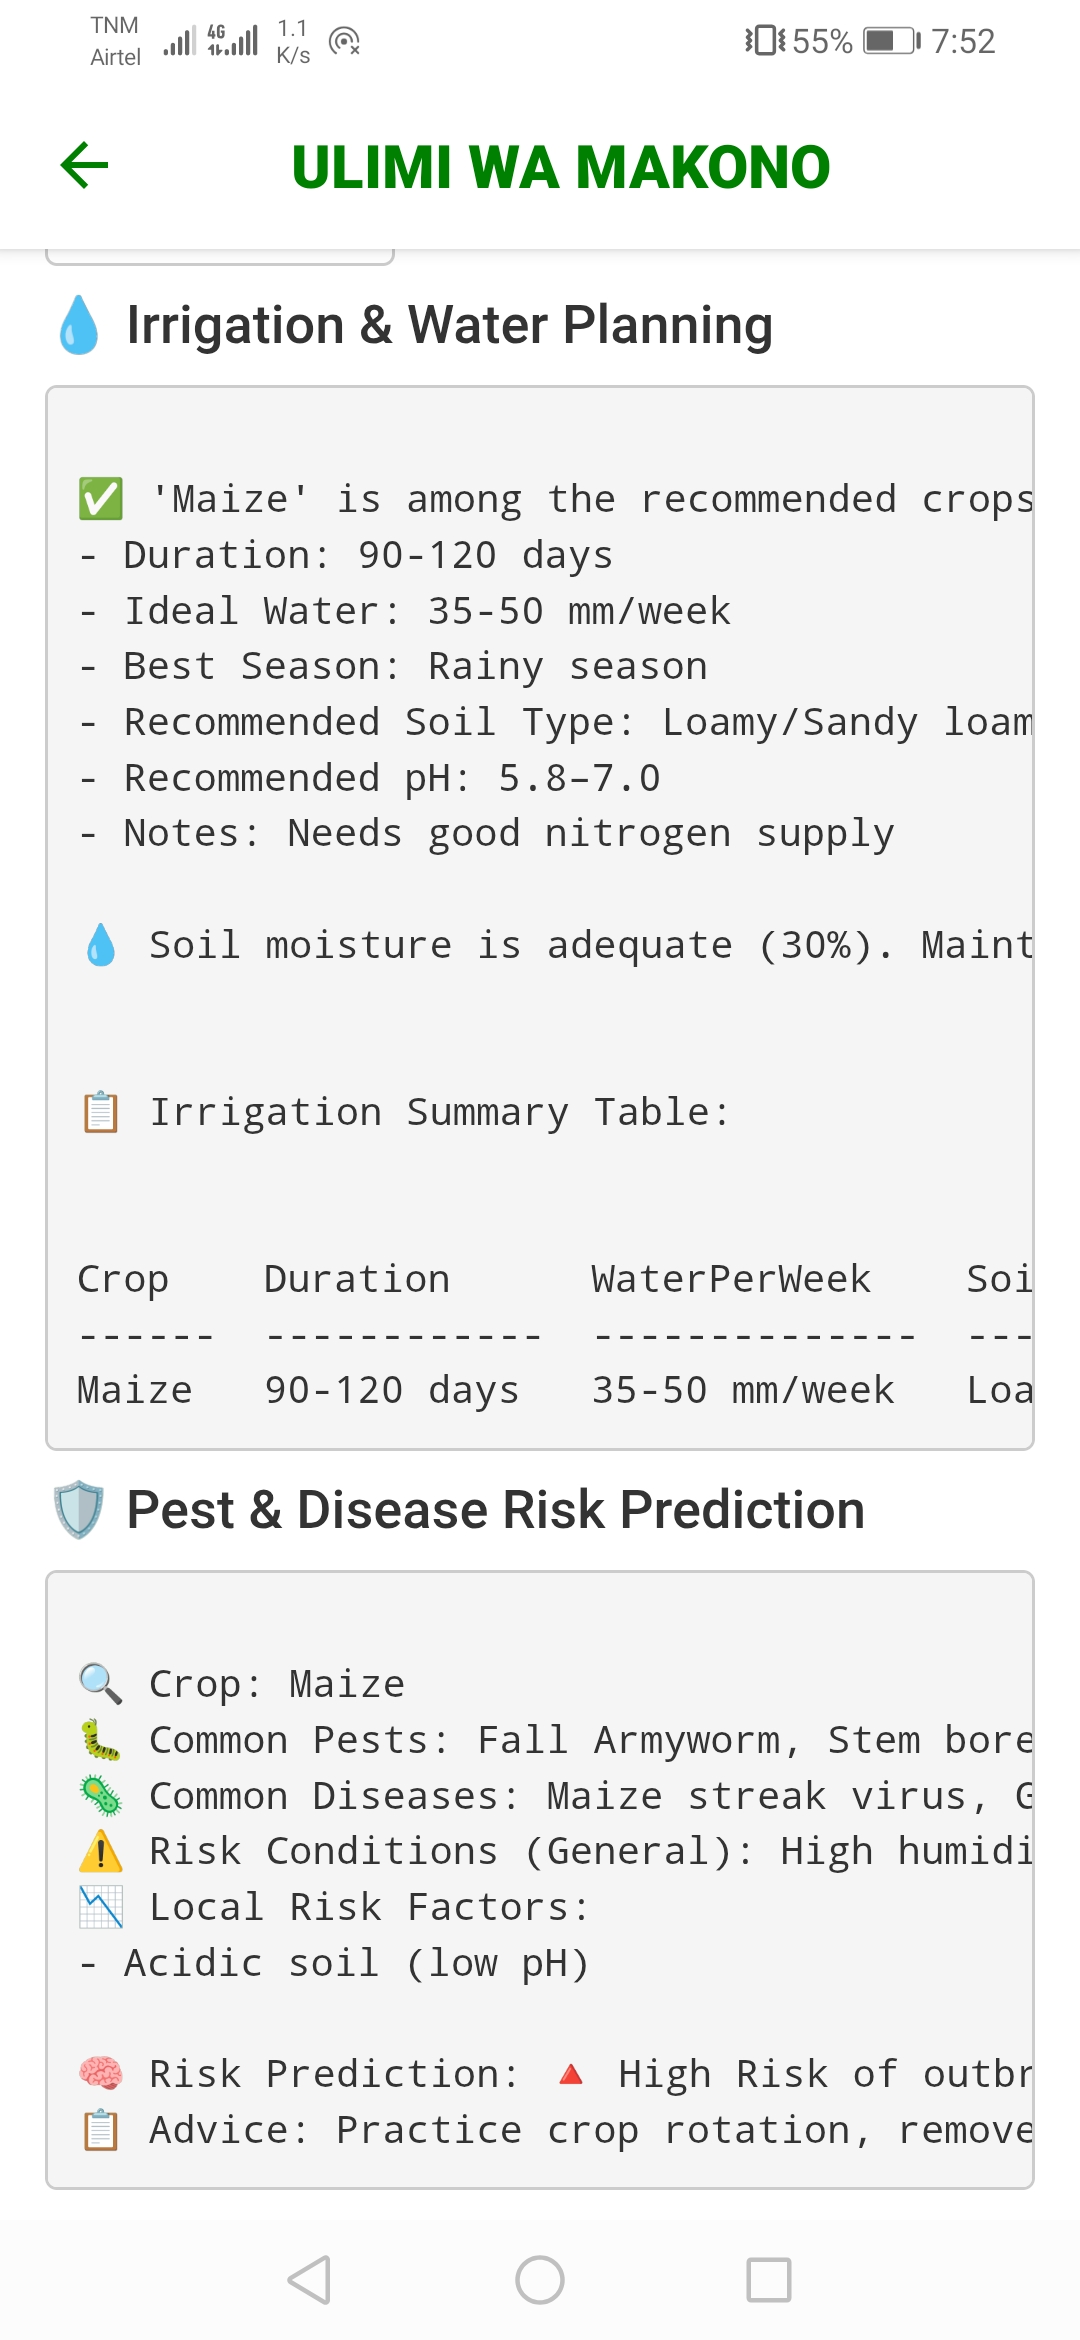 TNM
Airtel
4G
1.1
K/s
55%
7:52
ULIMI WA MAKONO
💧 Irrigation & Water Planning
✅ 'Maize' is among the recommended crops
- Duration: 90-120 days
- Ideal Water: 35-50 mm/week
- Best Season: Rainy season
- Recommended Soil Type: Loamy/Sandy loam
- Recommended pH: 5.8–7.0
- Notes: Needs good nitrogen supply
💧 Soil moisture is adequate (30%). Maint
📋 Irrigation Summary Table:
Crop Duration WaterPerWeek Soi
------ ------------ -------------- ---
Maize 90-120 days 35-50 mm/week Loa
🛡️ Pest & Disease Risk Prediction
🔍 Crop: Maize
🐛 Common Pests: Fall Armyworm, Stem bore
🦠 Common Diseases: Maize streak virus, G
⚠️ Risk Conditions (General): High humidi
📉 Local Risk Factors:
- Acidic soil (low pH)
🧠 Risk Prediction: 🔺 High Risk of outbr
📋 Advice: Practice crop rotation, remove